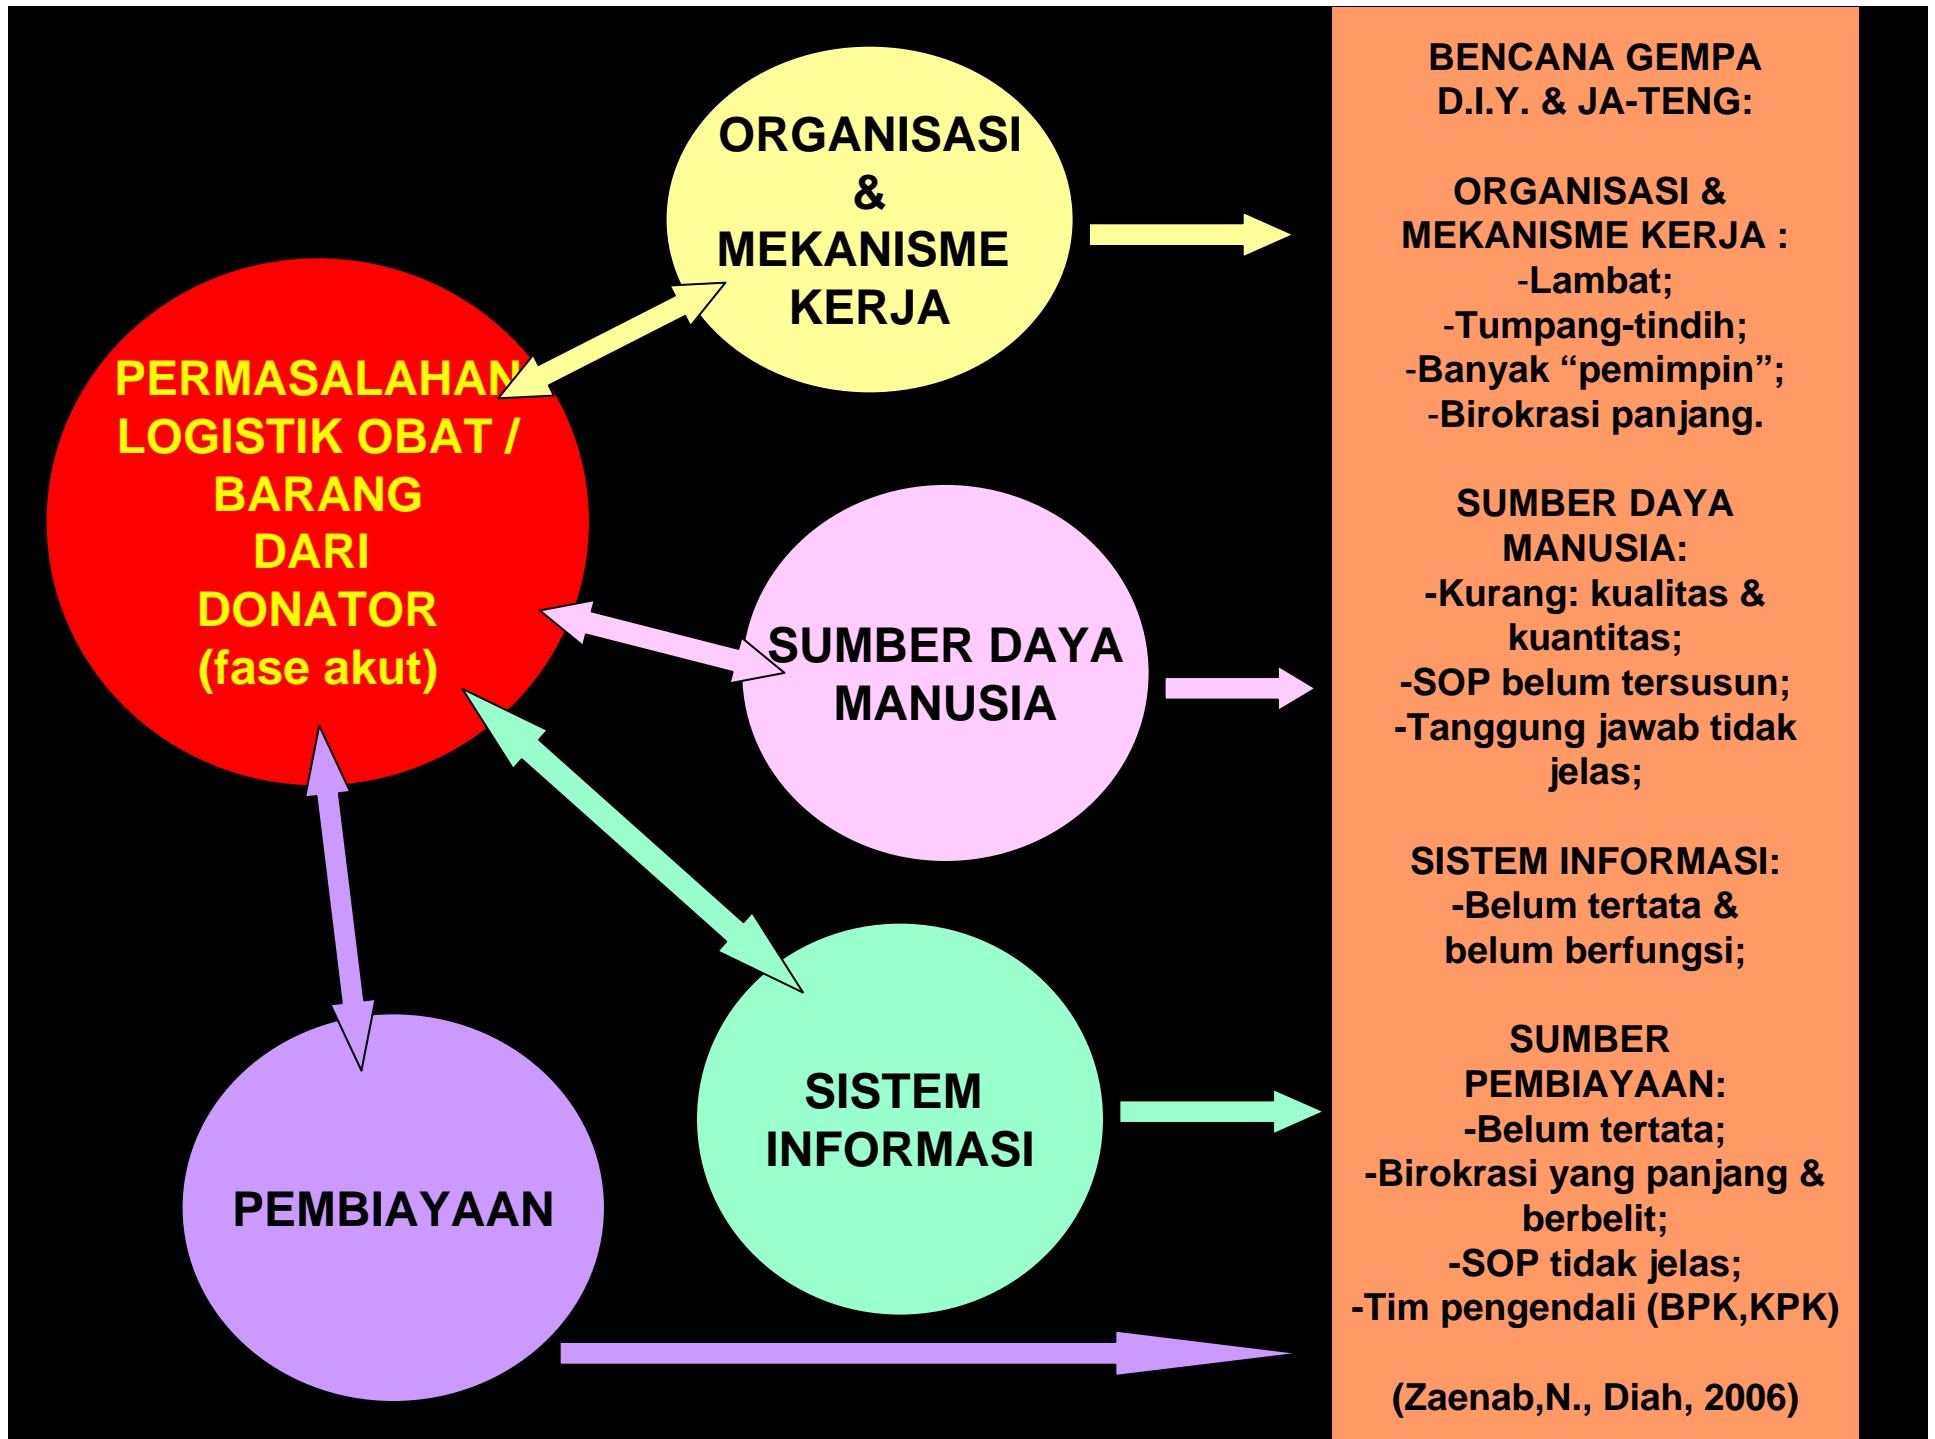 ORGANISASI
&
MEKANISME
KERJA
PERMASALAHAN
LOGISTIK OBAT /
BARANG
DARI
DONATOR
(fase akut)
SUMBER DAYA
MANUSIA
SISTEM
INFORMASI
PEMBIAYAAN
BENCANA GEMPA
D.I.Y. & JA-TENG:
ORGANISASI &
MEKANISME KERJA :
-Lambat;
-Tumpang-tindih;
-Banyak “pemimpin”;
-Birokrasi panjang.
SUMBER DAYA
MANUSIA:
-Kurang: kualitas &
kuantitas;
-SOP belum tersusun;
-Tanggung jawab tidak
jelas;
SISTEM INFORMASI:
-Belum tertata &
belum berfungsi;
SUMBER
PEMBIAYAAN:
-Belum tertata;
-Birokrasi yang panjang &
berbelit;
-SOP tidak jelas;
-Tim pengendali (BPK,KPK)
(Zaenab,N., Diah, 2006)